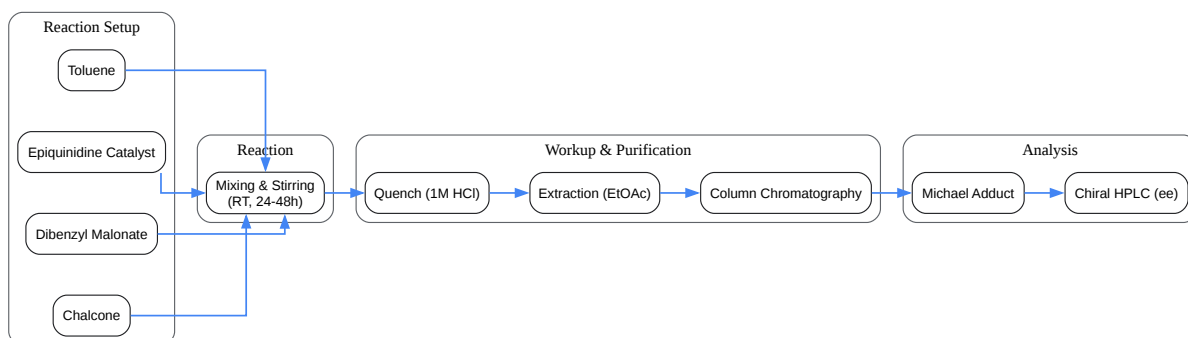 Reaction Setup
Toluene
Epiquinidine Catalyst
Dibenzyl Malonate
Chalcone
Reaction
Mixing & Stirring
(RT, 24-48h)
Workup & Purification
Quench (1M HCl)
Extraction (EtOAc)
Column Chromatography
Analysis
Michael Adduct
Chiral HPLC (ee)